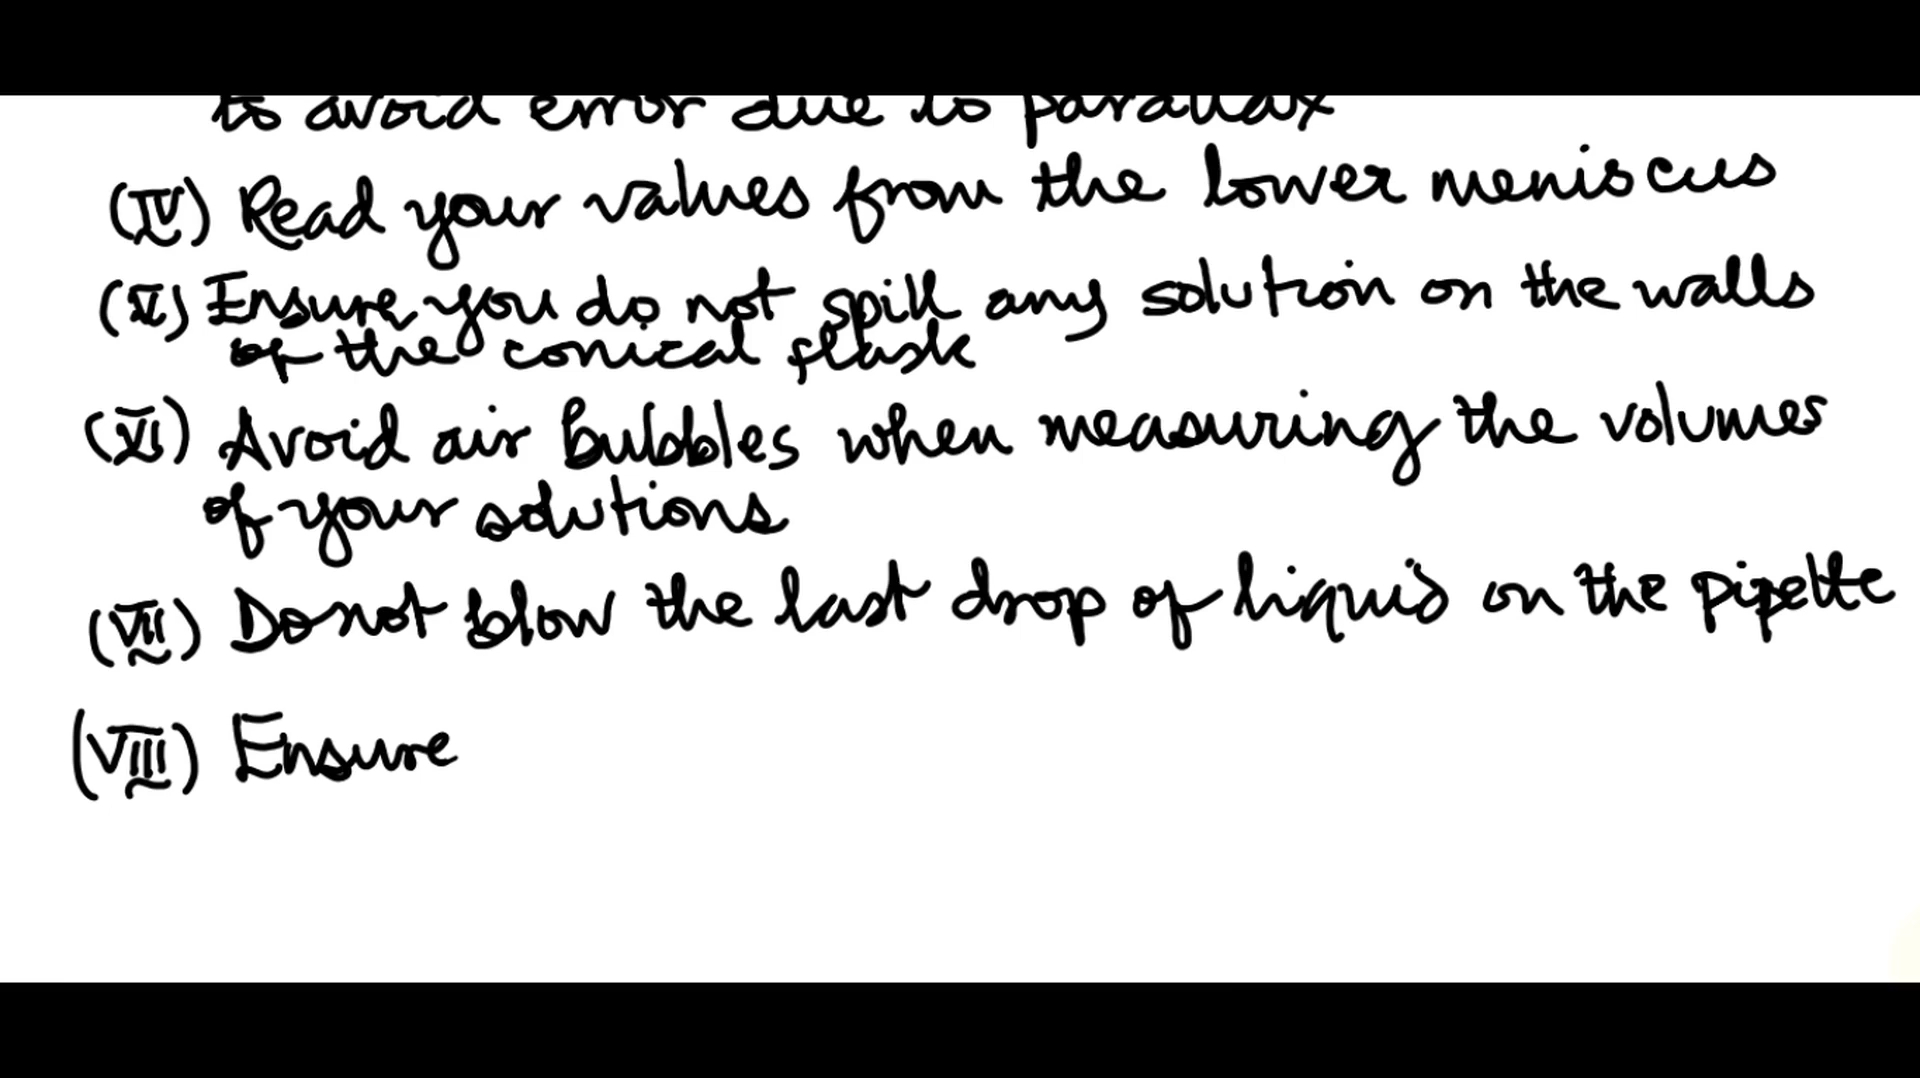 to avoid error due to parallax
(IV) Read your values from the lower meniscus
(V) Ensure you do not spill any solution on the walls
of the conical flask
(VI) Avoid air bubbles when measuring the volumes
of your solutions
(VII) Do not blow the last drop of liquid on the pipette
(VIII) Ensure